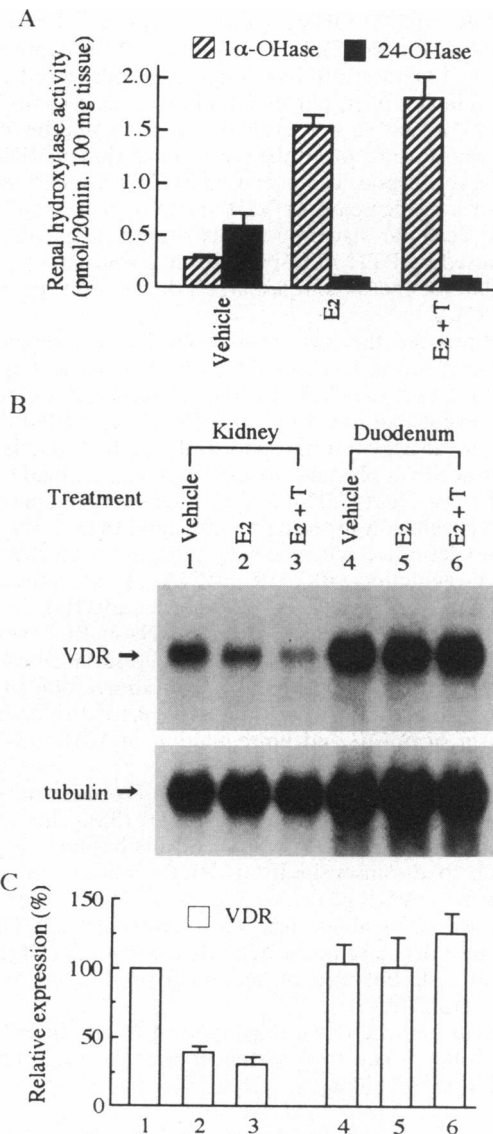 A
1α-OHase 24-OHase
Renal hydroxylase activity
(pmol/20min. 100 mg tissue)
2.0
1.5
1.0
0.5
0
Vehicle
E2
E2 + T
B
Kidney Duodenum
Treatment
Vehicle E2 E2 + T Vehicle E2 E2 + T
1 2 3 4 5 6
VDR
tubulin
C
Relative expression (%)
150
100
50
0
VDR
1 2 3 4 5 6